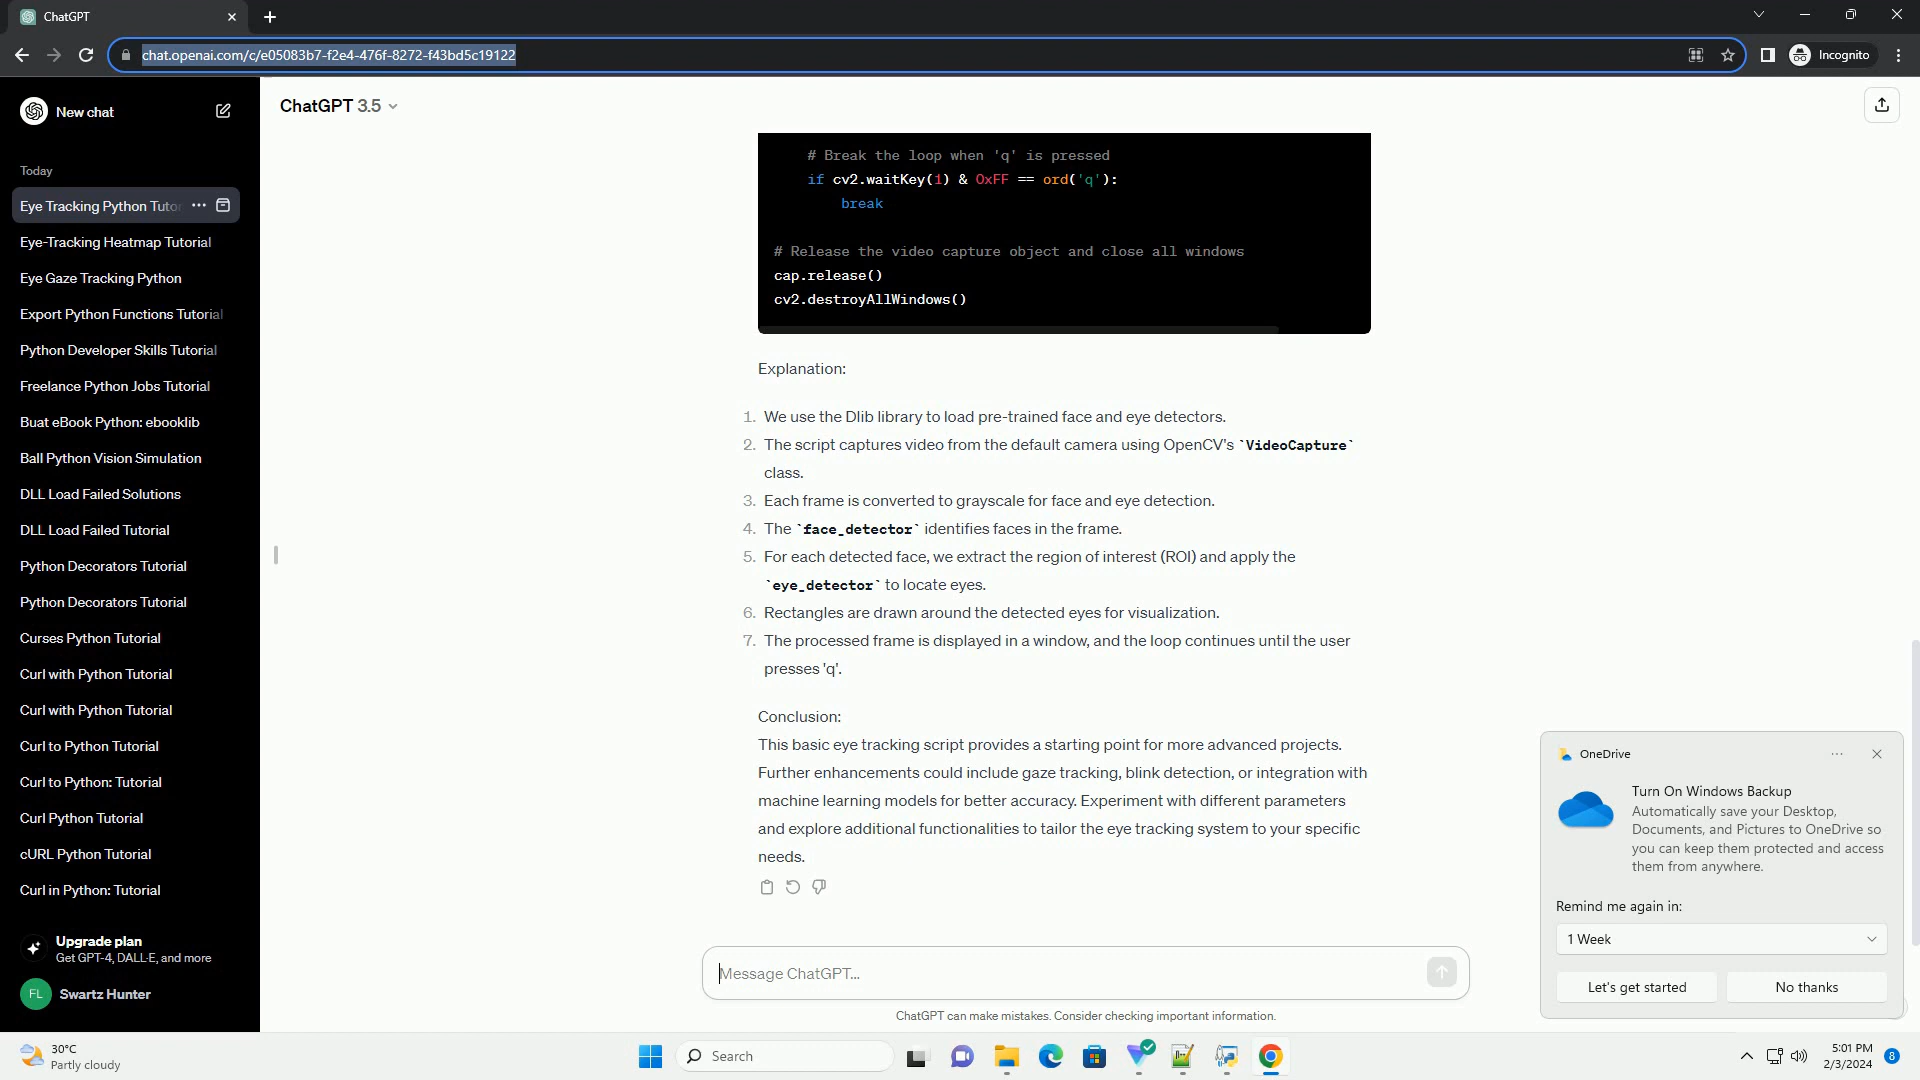 ChatGPT
chat.openai.com/c/e05083b7-f2e4-476f-8272-f43bd5c19122
Incognito
New chat
ChatGPT 3.5
Today
Eye Tracking Python Tutor
Eye-Tracking Heatmap Tutorial
Eye Gaze Tracking Python
Export Python Functions Tutorial
Python Developer Skills Tutorial
Freelance Python Jobs Tutorial
Buat eBook Python: ebooklib
Ball Python Vision Simulation
DLL Load Failed Solutions
DLL Load Failed Tutorial
Python Decorators Tutorial
Python Decorators Tutorial
Curses Python Tutorial
Curl with Python Tutorial
Curl with Python Tutorial
Curl to Python Tutorial
Curl to Python: Tutorial
Curl Python Tutorial
cURL Python Tutorial
Curl in Python: Tutorial
Upgrade plan
Get GPT-4, DALL·E, and more
FL
Swartz Hunter
# Break the loop when 'q' is pressed
if cv2.waitKey(1) & 0xFF == ord('q'):
break
# Release the video capture object and close all windows
cap.release()
cv2.destroyAllWindows()
Explanation:
1. We use the Dlib library to load pre-trained face and eye detectors.
2. The script captures video from the default camera using OpenCV's `VideoCapture`
class.
3. Each frame is converted to grayscale for face and eye detection.
4. The `face_detector` identifies faces in the frame.
5. For each detected face, we extract the region of interest (ROI) and apply the
`eye_detector` to locate eyes.
6. Rectangles are drawn around the detected eyes for visualization.
7. The processed frame is displayed in a window, and the loop continues until the user
presses 'q'.
Conclusion:
This basic eye tracking script provides a starting point for more advanced projects.
Further enhancements could include gaze tracking, blink detection, or integration with
machine learning models for better accuracy. Experiment with different parameters
and explore additional functionalities to tailor the eye tracking system to your specific
needs.
Message ChatGPT...
ChatGPT can make mistakes. Consider checking important information.
OneDrive
Turn On Windows Backup
Automatically save your Desktop,
Documents, and Pictures to OneDrive so
you can keep them protected and access
them from anywhere.
Remind me again in:
1 Week
Let's get started
No thanks
30°C
Partly cloudy
Search
5:01 PM
2/3/2024
8